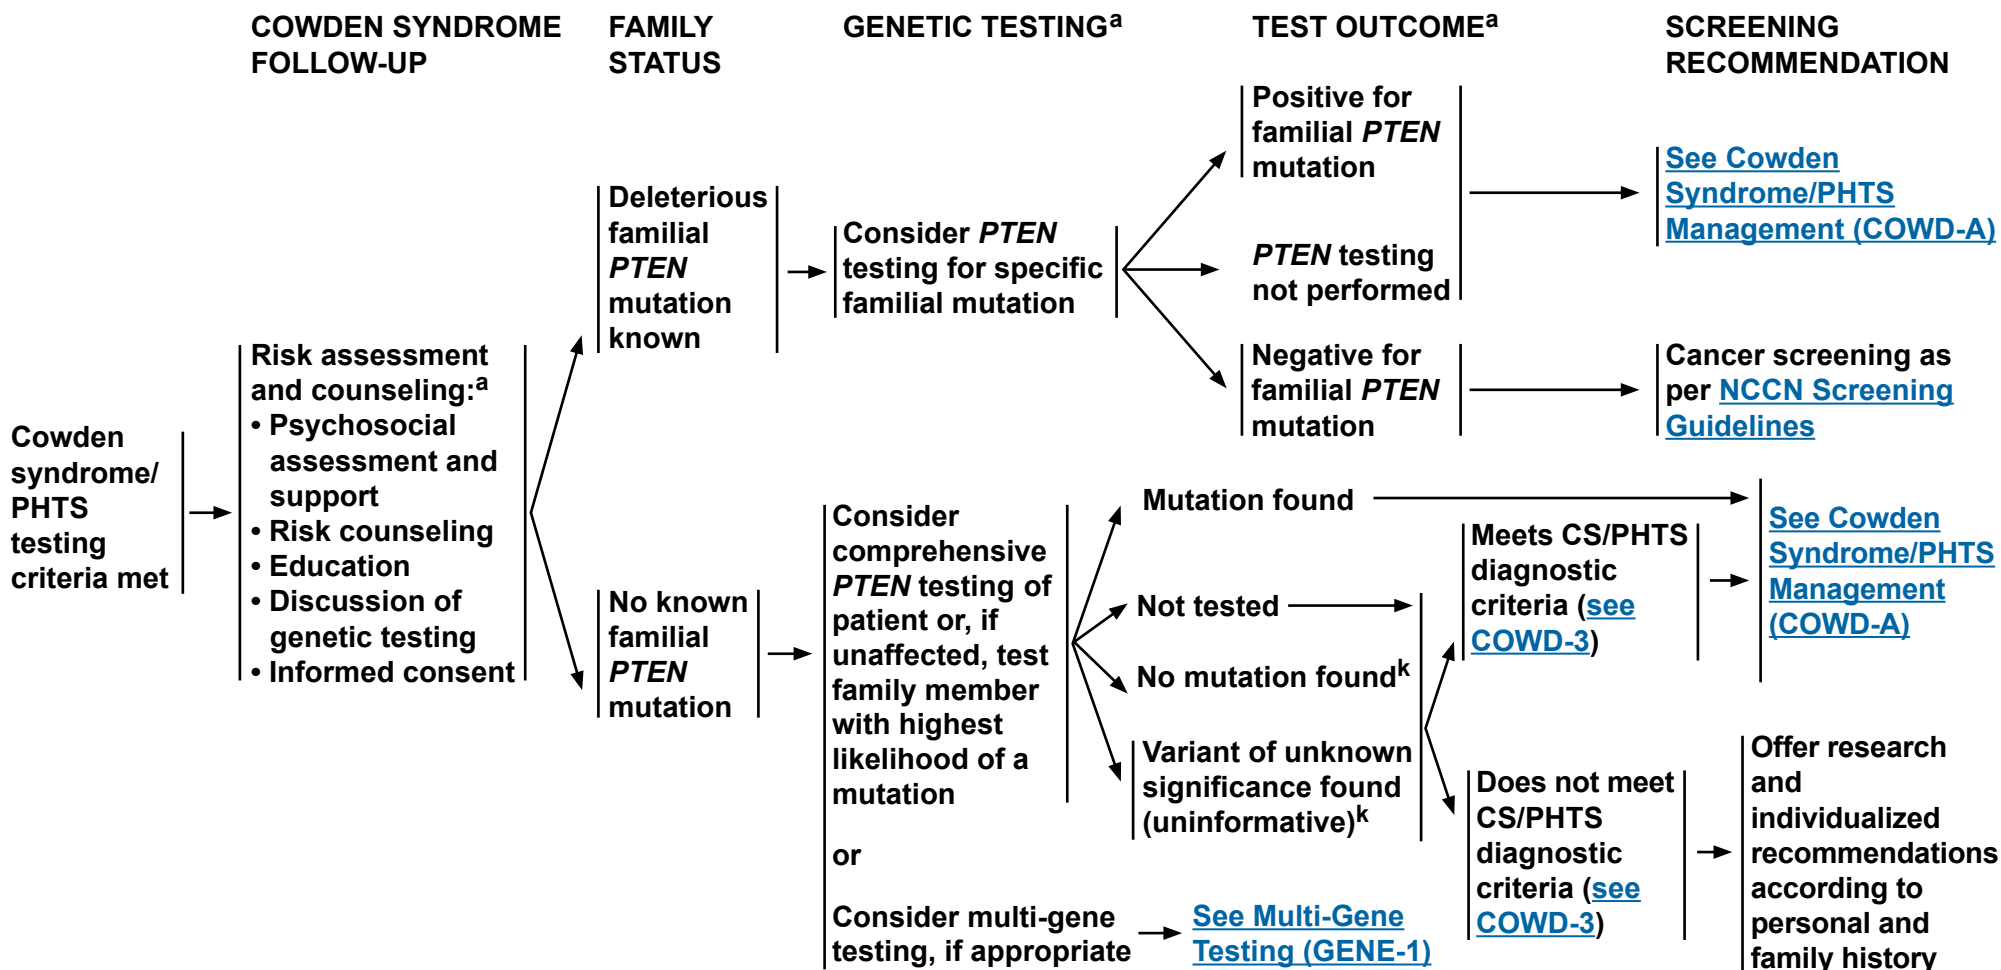 COWDEN SYNDROME
FOLLOW-UP
FAMILY
STATUS
GENETIC TESTINGa
TEST OUTCOMEa
SCREENING
RECOMMENDATION
Cowden
syndrome/
PHTS
testing
criteria met
Risk assessment
and counseling:a
• Psychosocial
assessment and
support
• Risk counseling
• Education
• Discussion of
genetic testing
• Informed consent
Deleterious
familial
PTEN
mutation
known
Consider PTEN
testing for specific
familial mutation
Positive for
familial PTEN
mutation
PTEN testing
not performed
See Cowden
Syndrome/PHTS
Management (COWD-A)
Negative for
familial PTEN
mutation
Cancer screening as
per NCCN Screening
Guidelines
No known
familial
PTEN
mutation
Consider
comprehensive
PTEN testing of
patient or, if
unaffected, test
family member
with highest
likelihood of a
mutation
or
Consider multi-gene
testing, if appropriate
See Multi-Gene
Testing (GENE-1)
Mutation found
Not tested
No mutation foundk
Variant of unknown
significance found
(uninformative)k
Meets CS/PHTS
diagnostic
criteria (see
COWD-3)
See Cowden
Syndrome/PHTS
Management
(COWD-A)
Does not meet
CS/PHTS
diagnostic
criteria (see
COWD-3)
Offer research
and
individualized
recommendations
according to
personal and
family history